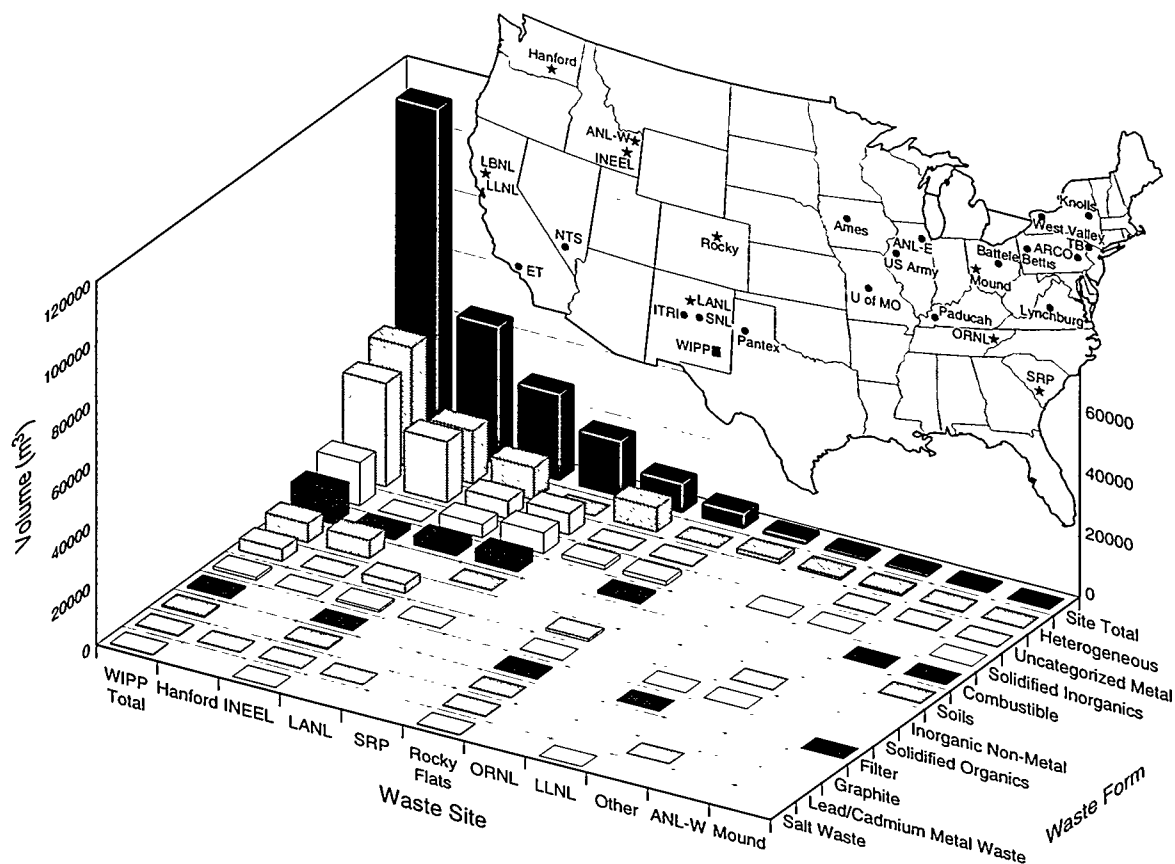 Hanford
ANL-W
INEEL
LBNL
LLNL
NTS
ET
Rocky
LANL
ITRI
SNL
WIPP
Pantex
Ames
ANL-E
US Army
U of MO
Paducah
Battele
Bettis
Mound
ORNL
Lynchburg
SRP
Knolls
West Valley
TB
ARCO
Volume (m³)
120000
100000
80000
60000
40000
20000
0
60000
40000
20000
0
WIPP
Total
Hanford
INEEL
LANL
SRP
Rocky
Flats
ORNL
LLNL
Other
ANL-W
Mound
Waste Site
Site Total
Heterogeneous
Uncategorized Metal
Solidified Inorganics
Combustible
Soils
Inorganic Non-Metal
Solidified Organics
Filter
Graphite
Lead/Cadmium Metal Waste
Salt Waste
Waste Form